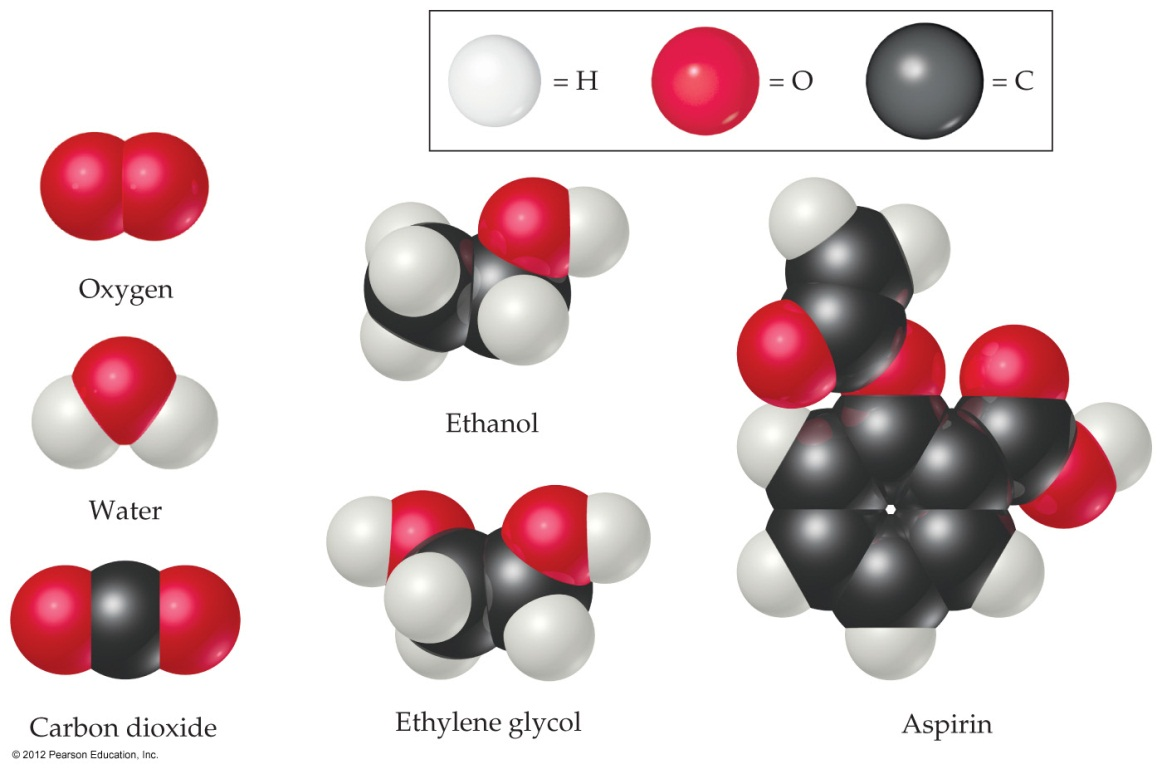 = H = O = C
Oxygen
Ethanol
Water
Ethylene glycol
Carbon dioxide
Aspirin
© 2012 Pearson Education, Inc.